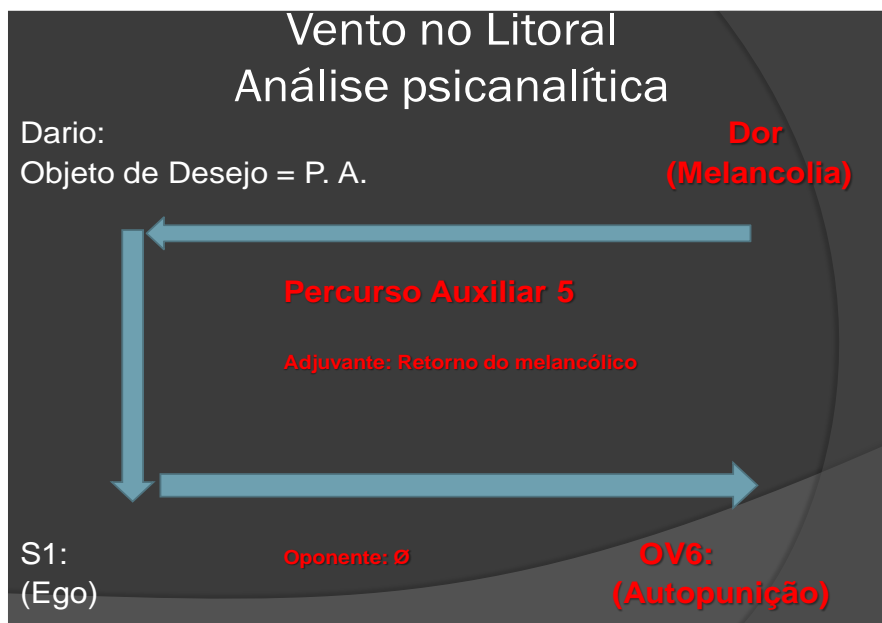 Vento no Litoral
Análise psicanalítica
Dario:
Objeto de Desejo = P. A.
Dor
(Melancolia)
Percurso Auxiliar 5
Adjuvante: Retorno do melancólico
S1:
(Ego)
Oponente: Ø
OV6:
(Autopunição)